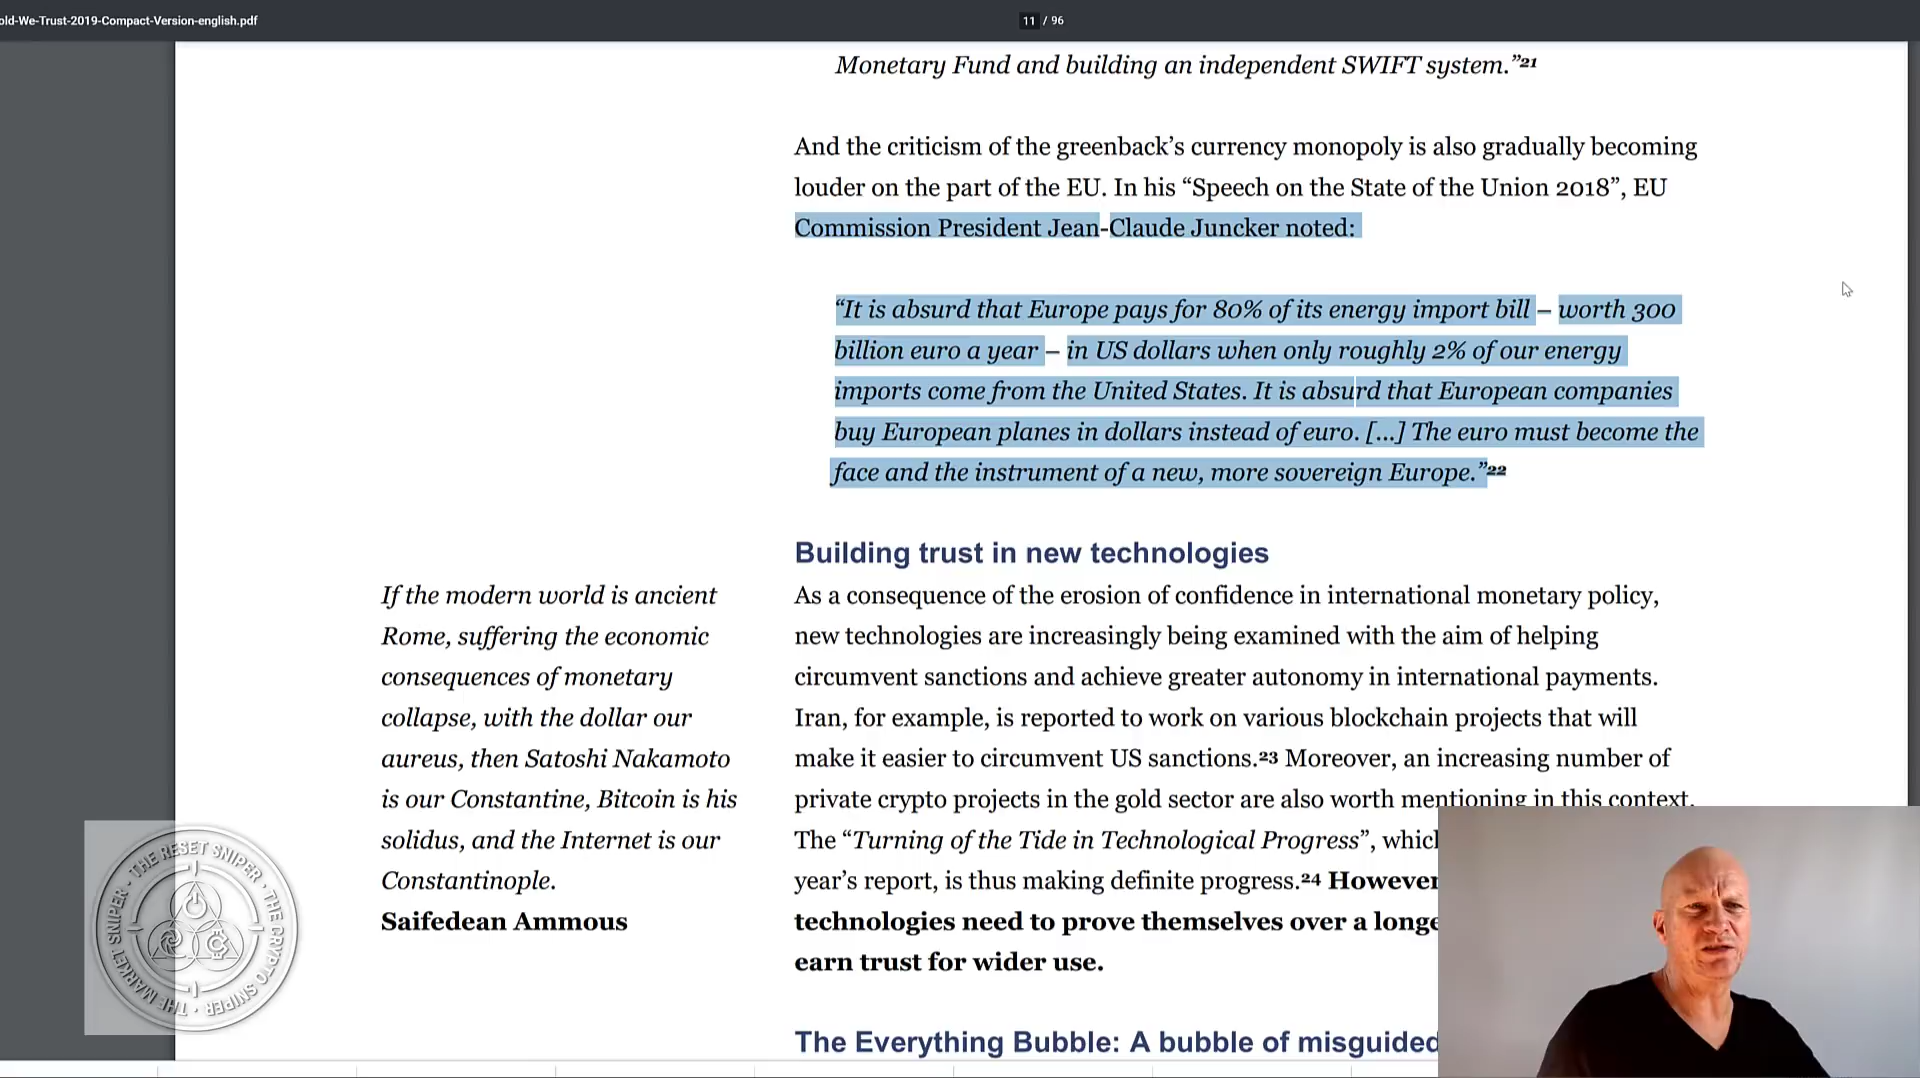 old-We-Trust-2019-Compact-Version-english.pdf
11 / 96
Monetary Fund and building an independent SWIFT system.”21
And the criticism of the greenback’s currency monopoly is also gradually becoming
louder on the part of the EU. In his “Speech on the State of the Union 2018”, EU
Commission President Jean-Claude Juncker noted:
“It is absurd that Europe pays for 80% of its energy import bill – worth 300
billion euro a year – in US dollars when only roughly 2% of our energy
imports come from the United States. It is absurd that European companies
buy European planes in dollars instead of euro. […] The euro must become the
face and the instrument of a new, more sovereign Europe.”22
Building trust in new technologies
If the modern world is ancient
Rome, suffering the economic
consequences of monetary
collapse, with the dollar our
aureus, then Satoshi Nakamoto
is our Constantine, Bitcoin is his
solidus, and the Internet is our
Constantinople.
Saifedean Ammous
As a consequence of the erosion of confidence in international monetary policy,
new technologies are increasingly being examined with the aim of helping
circumvent sanctions and achieve greater autonomy in international payments.
Iran, for example, is reported to work on various blockchain projects that will
make it easier to circumvent US sanctions.23 Moreover, an increasing number of
private crypto projects in the gold sector are also worth mentioning in this context.
The “Turning of the Tide in Technological Progress”, whicl
year’s report, is thus making definite progress.24 However
technologies need to prove themselves over a longe
earn trust for wider use.
The Everything Bubble: A bubble of misguided
THE RESET SNIPER · THE CRYPTO SNIPER · THE MARKET SNIPER ·